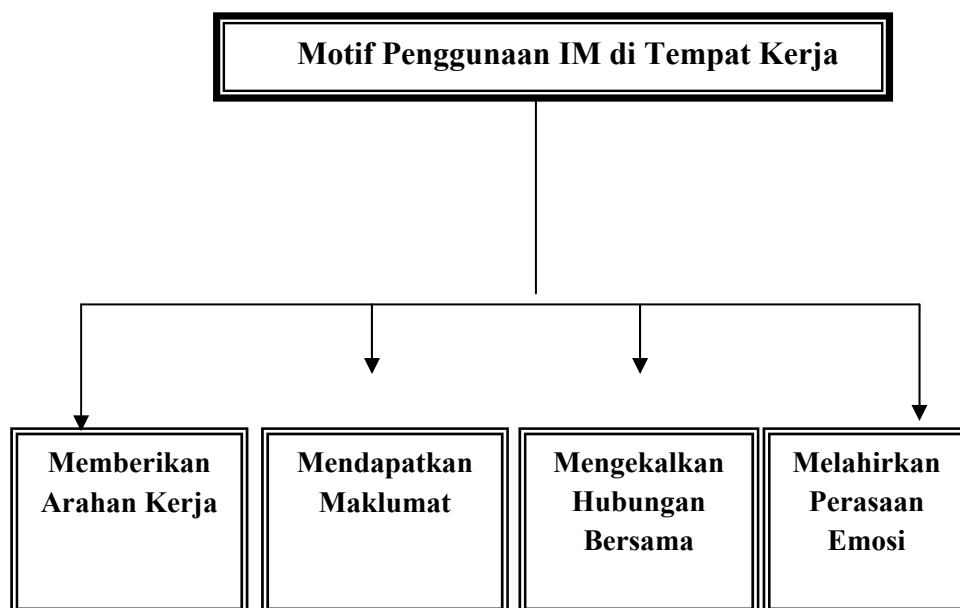 Motif Penggunaan IM di Tempat Kerja
Memberikan
Arahan Kerja
Mendapatkan
Maklumat
Mengekalkan
Hubungan
Bersama
Melahirkan
Perasaan
Emosi